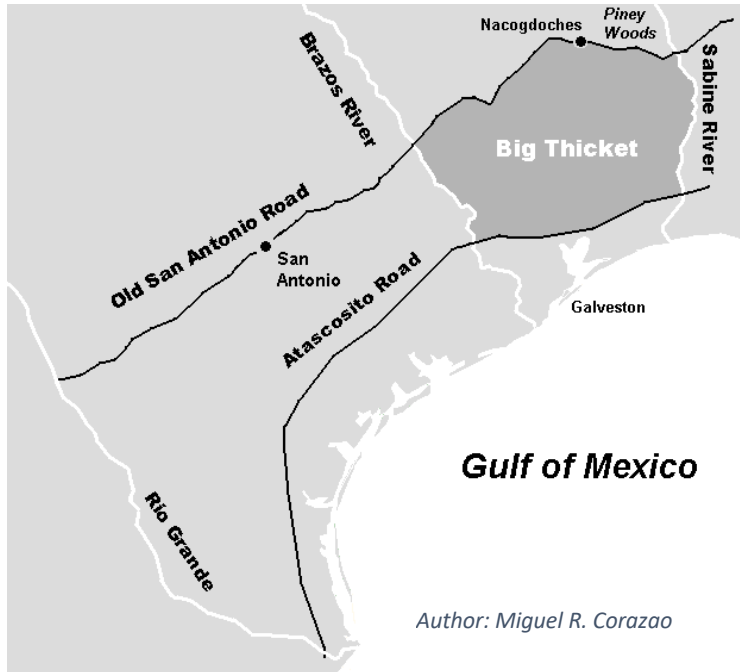 Nacogdoches
Piney
Woods
Brazos River
Sabine River
Big Thicket
Old San Antonio Road
San
Antonio
Atascosito Road
Galveston
Gulf of Mexico
Rio Grande
Author: Miguel R. Corazao